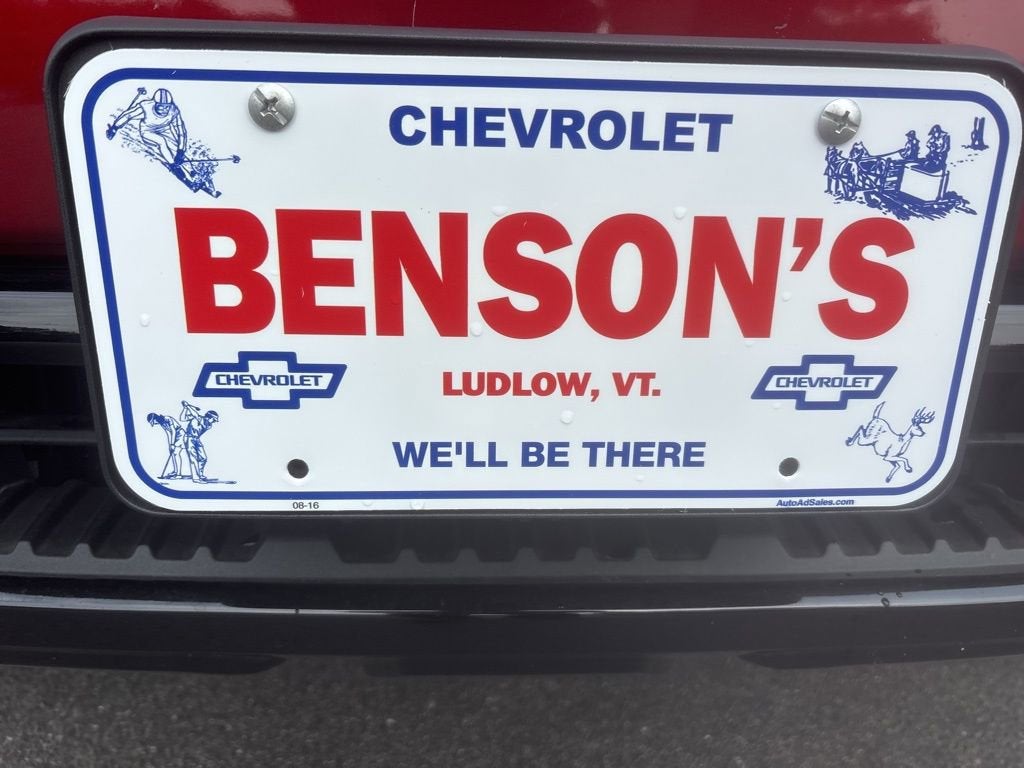 CHEVROLET
BENSON'S
CHEVROLET
LUDLOW, VT.
CHEVROLET
WE'LL BE THERE
08-16
AutoAdSales.com